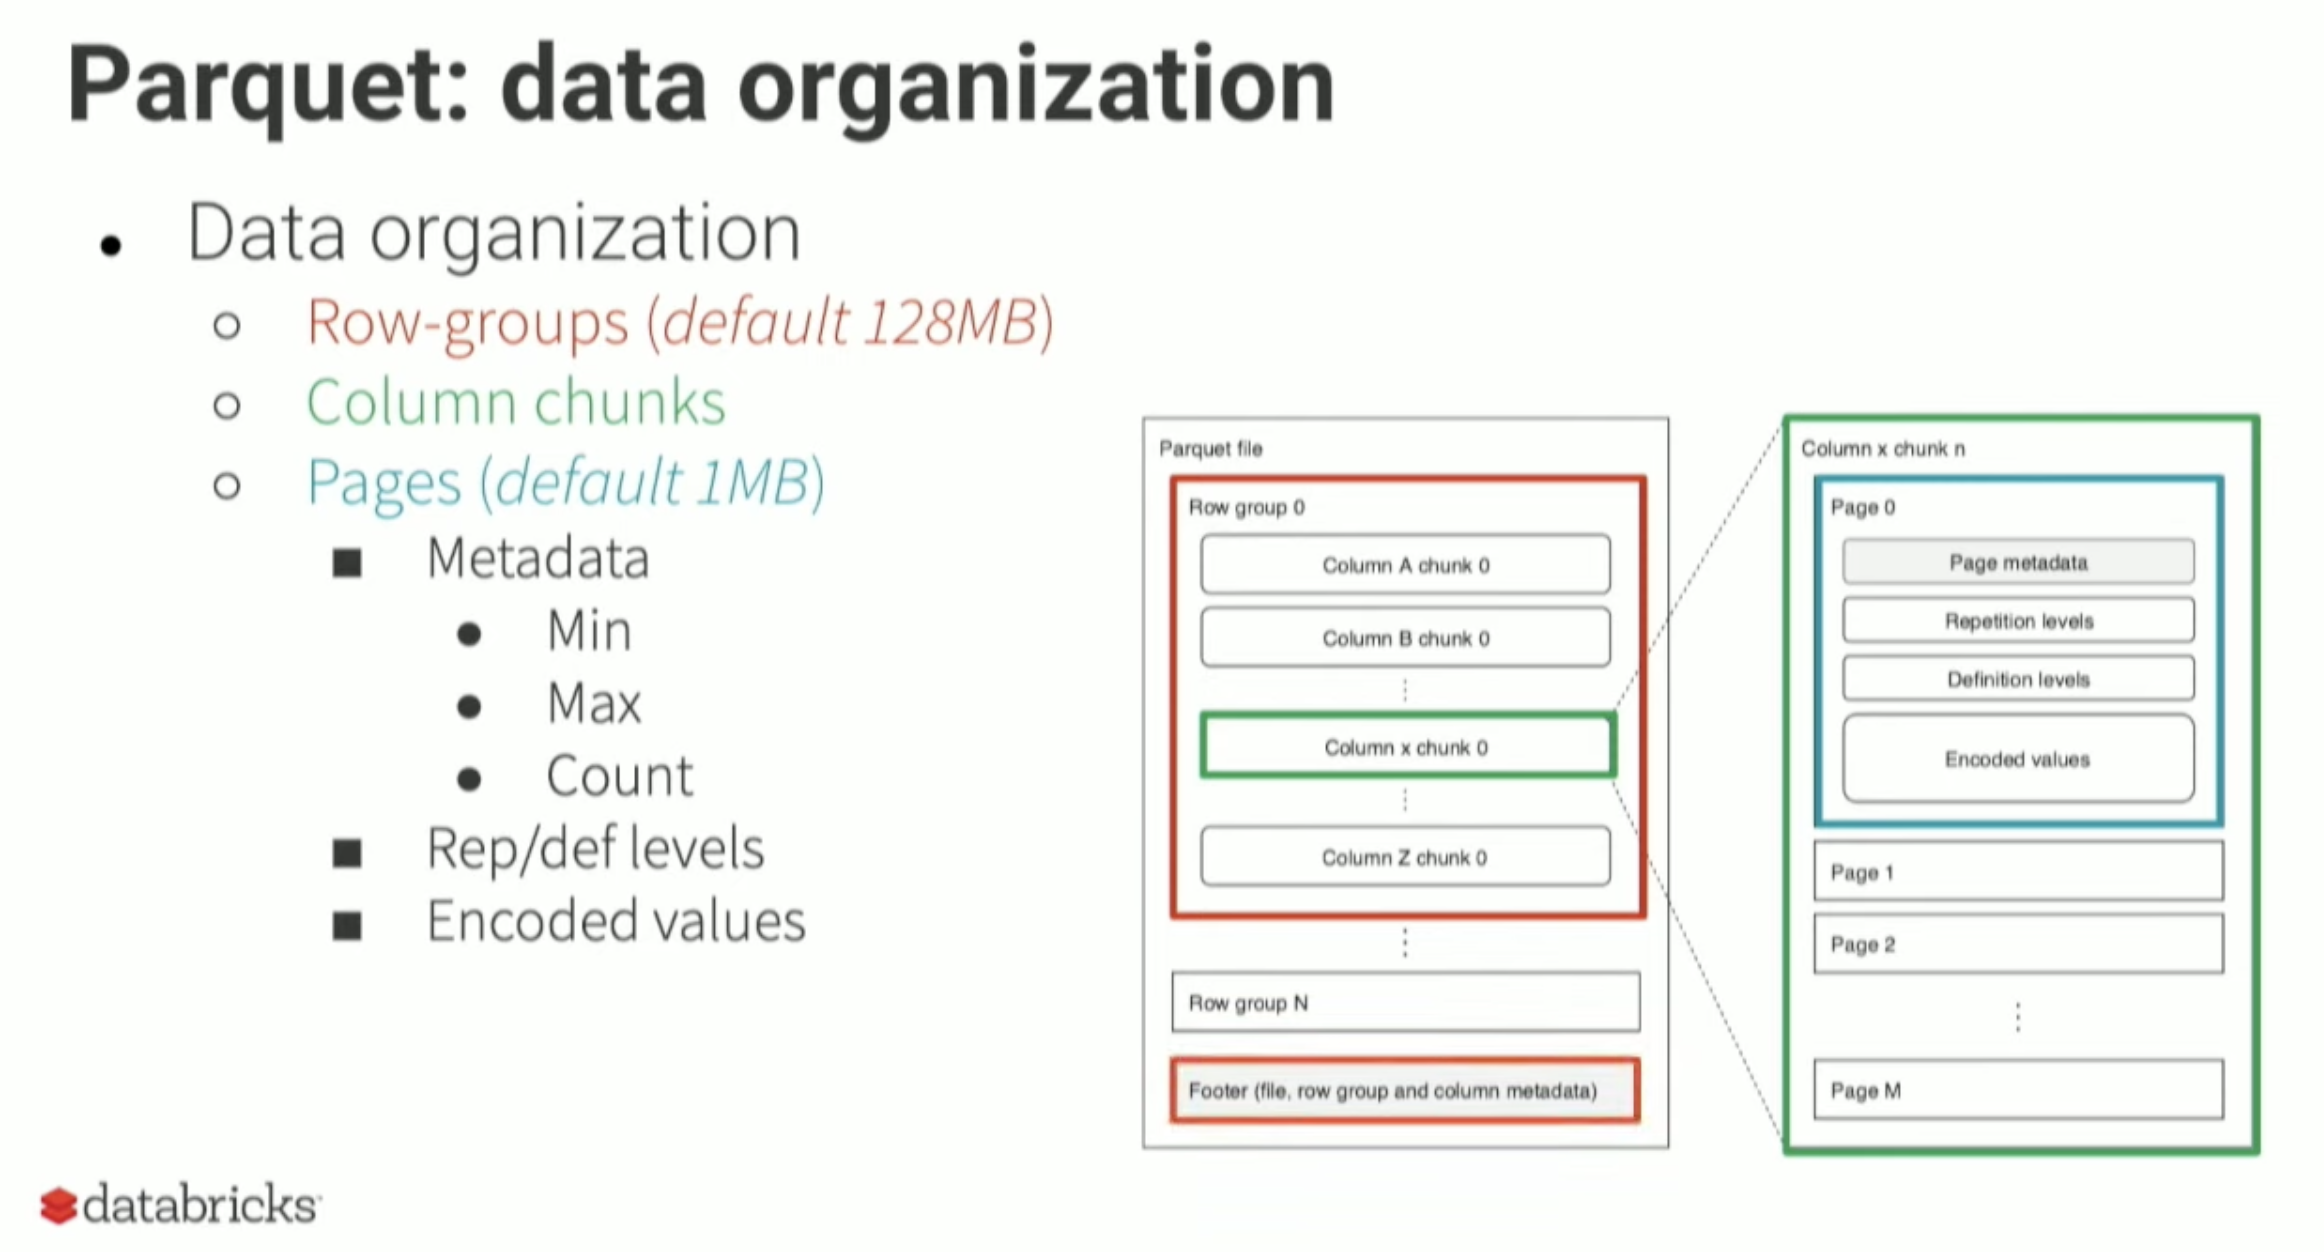 Parquet: data organization
Data organization
Row-groups (default 128MB)
Column chunks
Pages (default 1MB)
Metadata
Min
Max
Count
Rep/def levels
Encoded values
Parquet file
Row group 0
Column A chunk 0
Column B chunk 0
Column x chunk 0
Column Z chunk 0
Row group N
Footer (file, row group and column metadata)
Column x chunk n
Page 0
Page metadata
Repetition levels
Definition levels
Encoded values
Page 1
Page 2
Page M
databricks